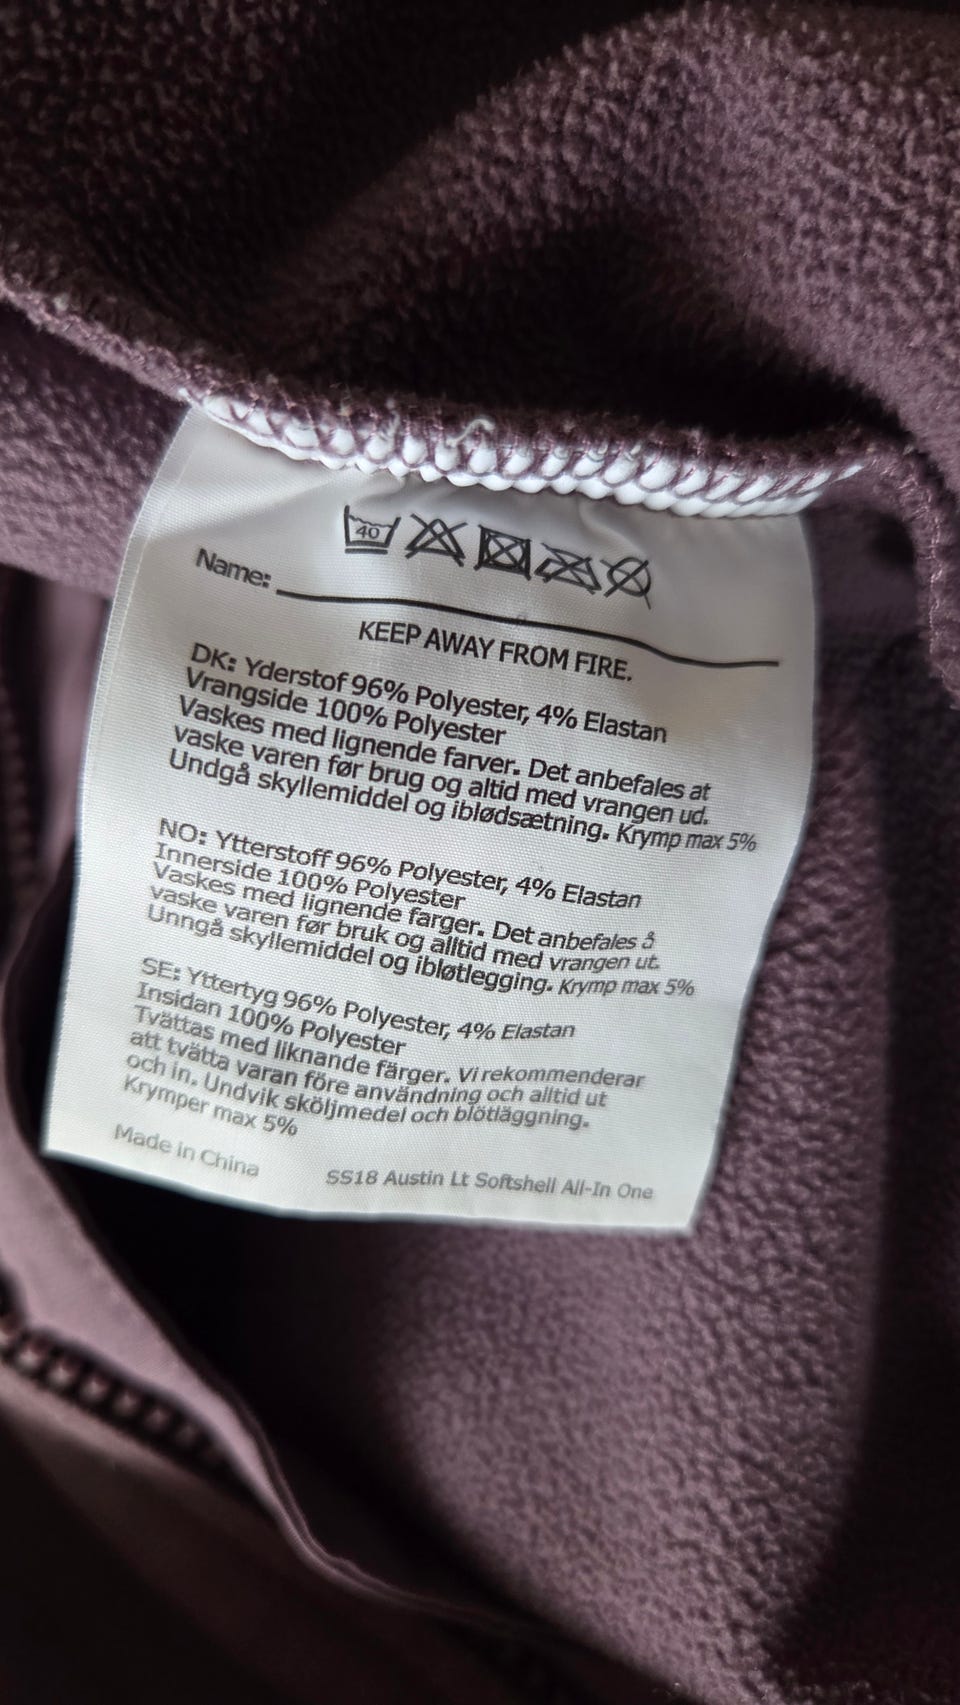 40
Name:
KEEP AWAY FROM FIRE.
DK: Yderstof 96% Polyester, 4% Elastan
Vrangside 100% Polyester
Vaskes med lignende farver. Det anbefales at
vaske varen før brug og altid med vrangen ud.
Undgå skyllemiddel og iblødsætning. Krymp max 5%
NO: Ytterstoff 96% Polyester, 4% Elastan
Innerside 100% Polyester
Vaskes med lignende farger. Det anbefales å
vaske varen før bruk og alltid med vrangen ut.
Unngå skyllemiddel og ibløtlegging. Krymp max 5%
SE: Yttertyg 96% Polyester, 4% Elastan
Insidan 100% Polyester
Tvättas med liknande färger. Vi rekommenderar
att tvätta varan före användning och alltid ut
och in. Undvik sköljmedel och blötläggning.
Krymper max 5%
Made in China
SS18 Austin Lt Softshell All-In One